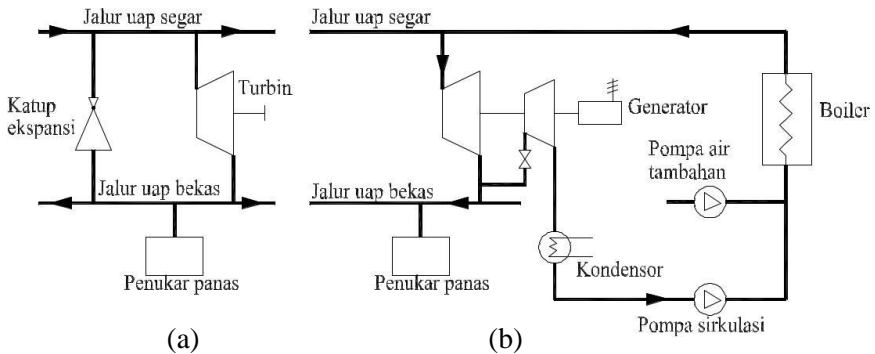 Jalur uap segar
Katup
ekspansi
Turbin
Jalur uap bekas
Penukar panas
(a)
Jalur uap segar
Generator
Boiler
Pompa air
tambahan
Jalur uap bekas
Penukar panas
Kondensor
Pompa sirkulasi
(b)